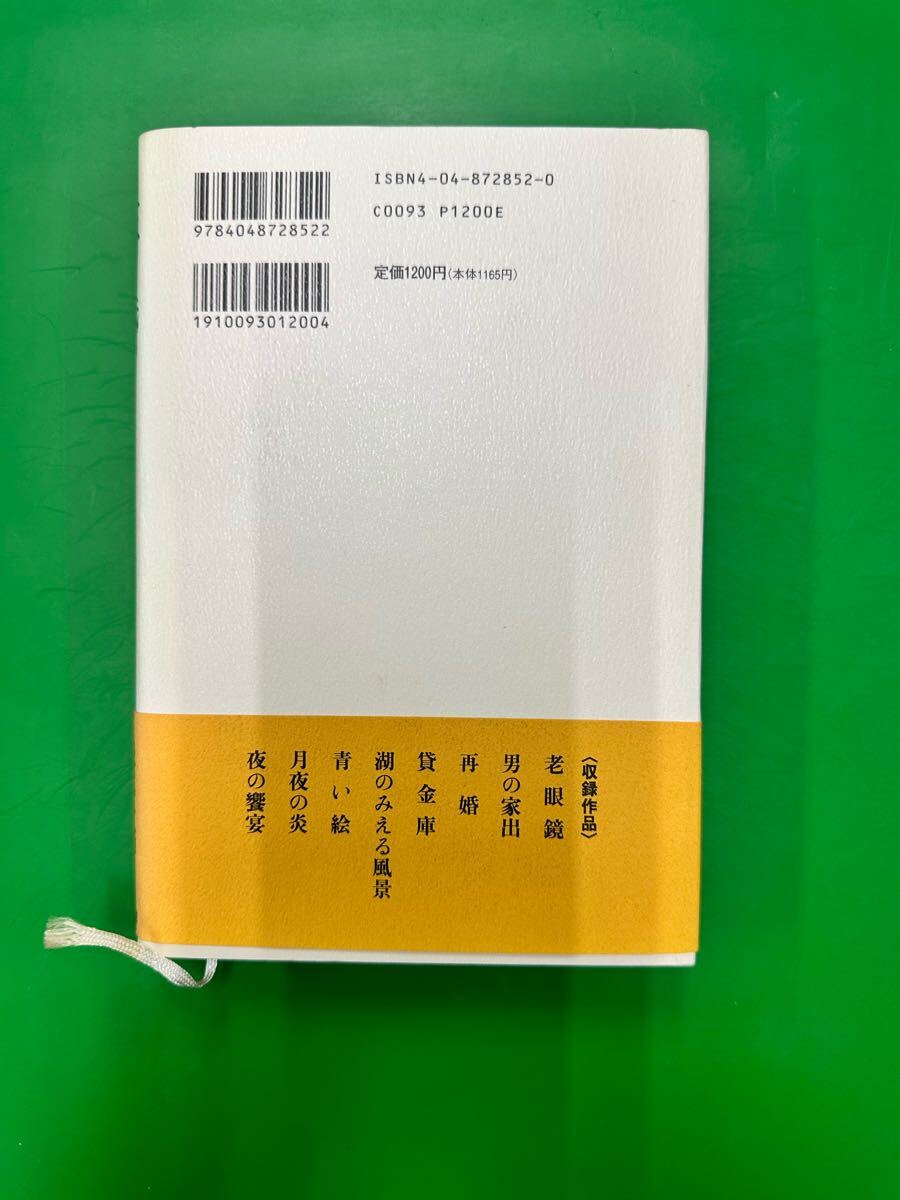 ISBN4-04-872852-0
C0093 P1200E
9784048728522
定価1200円(本体1165円)
1910093012004
〈収録作品〉
老眼鏡
男の家出
再婚
貸金庫
湖のみえる風景
青い絵
月夜の炎
夜の饗宴